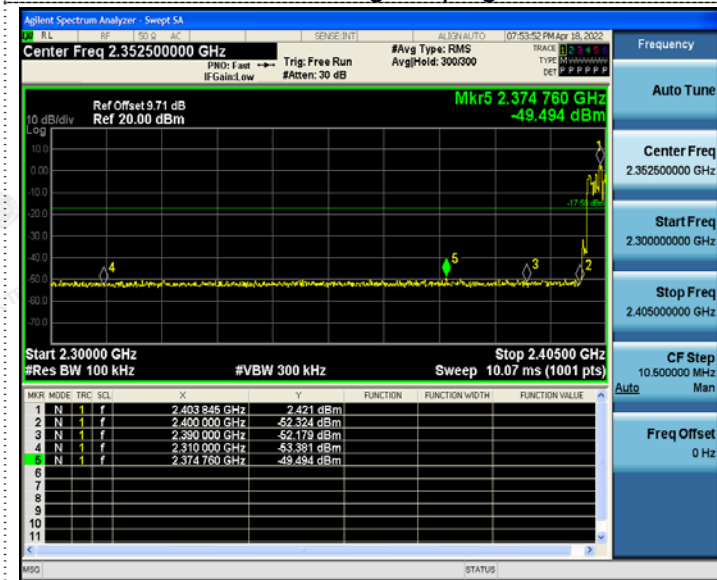 Agilent Spectrum Analyzer - Swept SA
RL RF 50 Ω AC SENSE:INT ALIGN AUTO 07:53:52 PM Apr 18, 2022
Center Freq 2.352500000 GHz
PNO: Fast
IFGain:Low
Trig: Free Run
#Atten: 30 dB
#Avg Type: RMS
Avg|Hold: 300/300
TRACE 1 2 3 4 5 6
TYPE M
DET P P P P P P
Ref Offset 9.71 dB
Ref 20.00 dBm
10 dB/div
Log
Mkr5 2.374 760 GHz
-49.494 dBm
10.0
0.00
-10.0
-20.0
-30.0
-40.0
-50.0
-60.0
-70.0
1
4
5
3
2
Start 2.30000 GHz
Stop 2.40500 GHz
#Res BW 100 kHz #VBW 300 kHz Sweep 10.07 ms (1001 pts)
MKR MODE TRC SCL X Y FUNCTION FUNCTION WIDTH FUNCTION VALUE
1 N 1 f 2.403 845 GHz 2.421 dBm
2 N 1 f 2.400 000 GHz -52.324 dBm
3 N 1 f 2.390 000 GHz -52.179 dBm
4 N 1 f 2.310 000 GHz -53.381 dBm
5 N 1 f 2.374 760 GHz -49.494 dBm
6
7
8
9
10
11
MSG STATUS
Frequency
Auto Tune
Center Freq
2.352500000 GHz
Start Freq
2.300000000 GHz
Stop Freq
2.405000000 GHz
CF Step
10.500000 MHz
Auto Man
Freq Offset
0 Hz